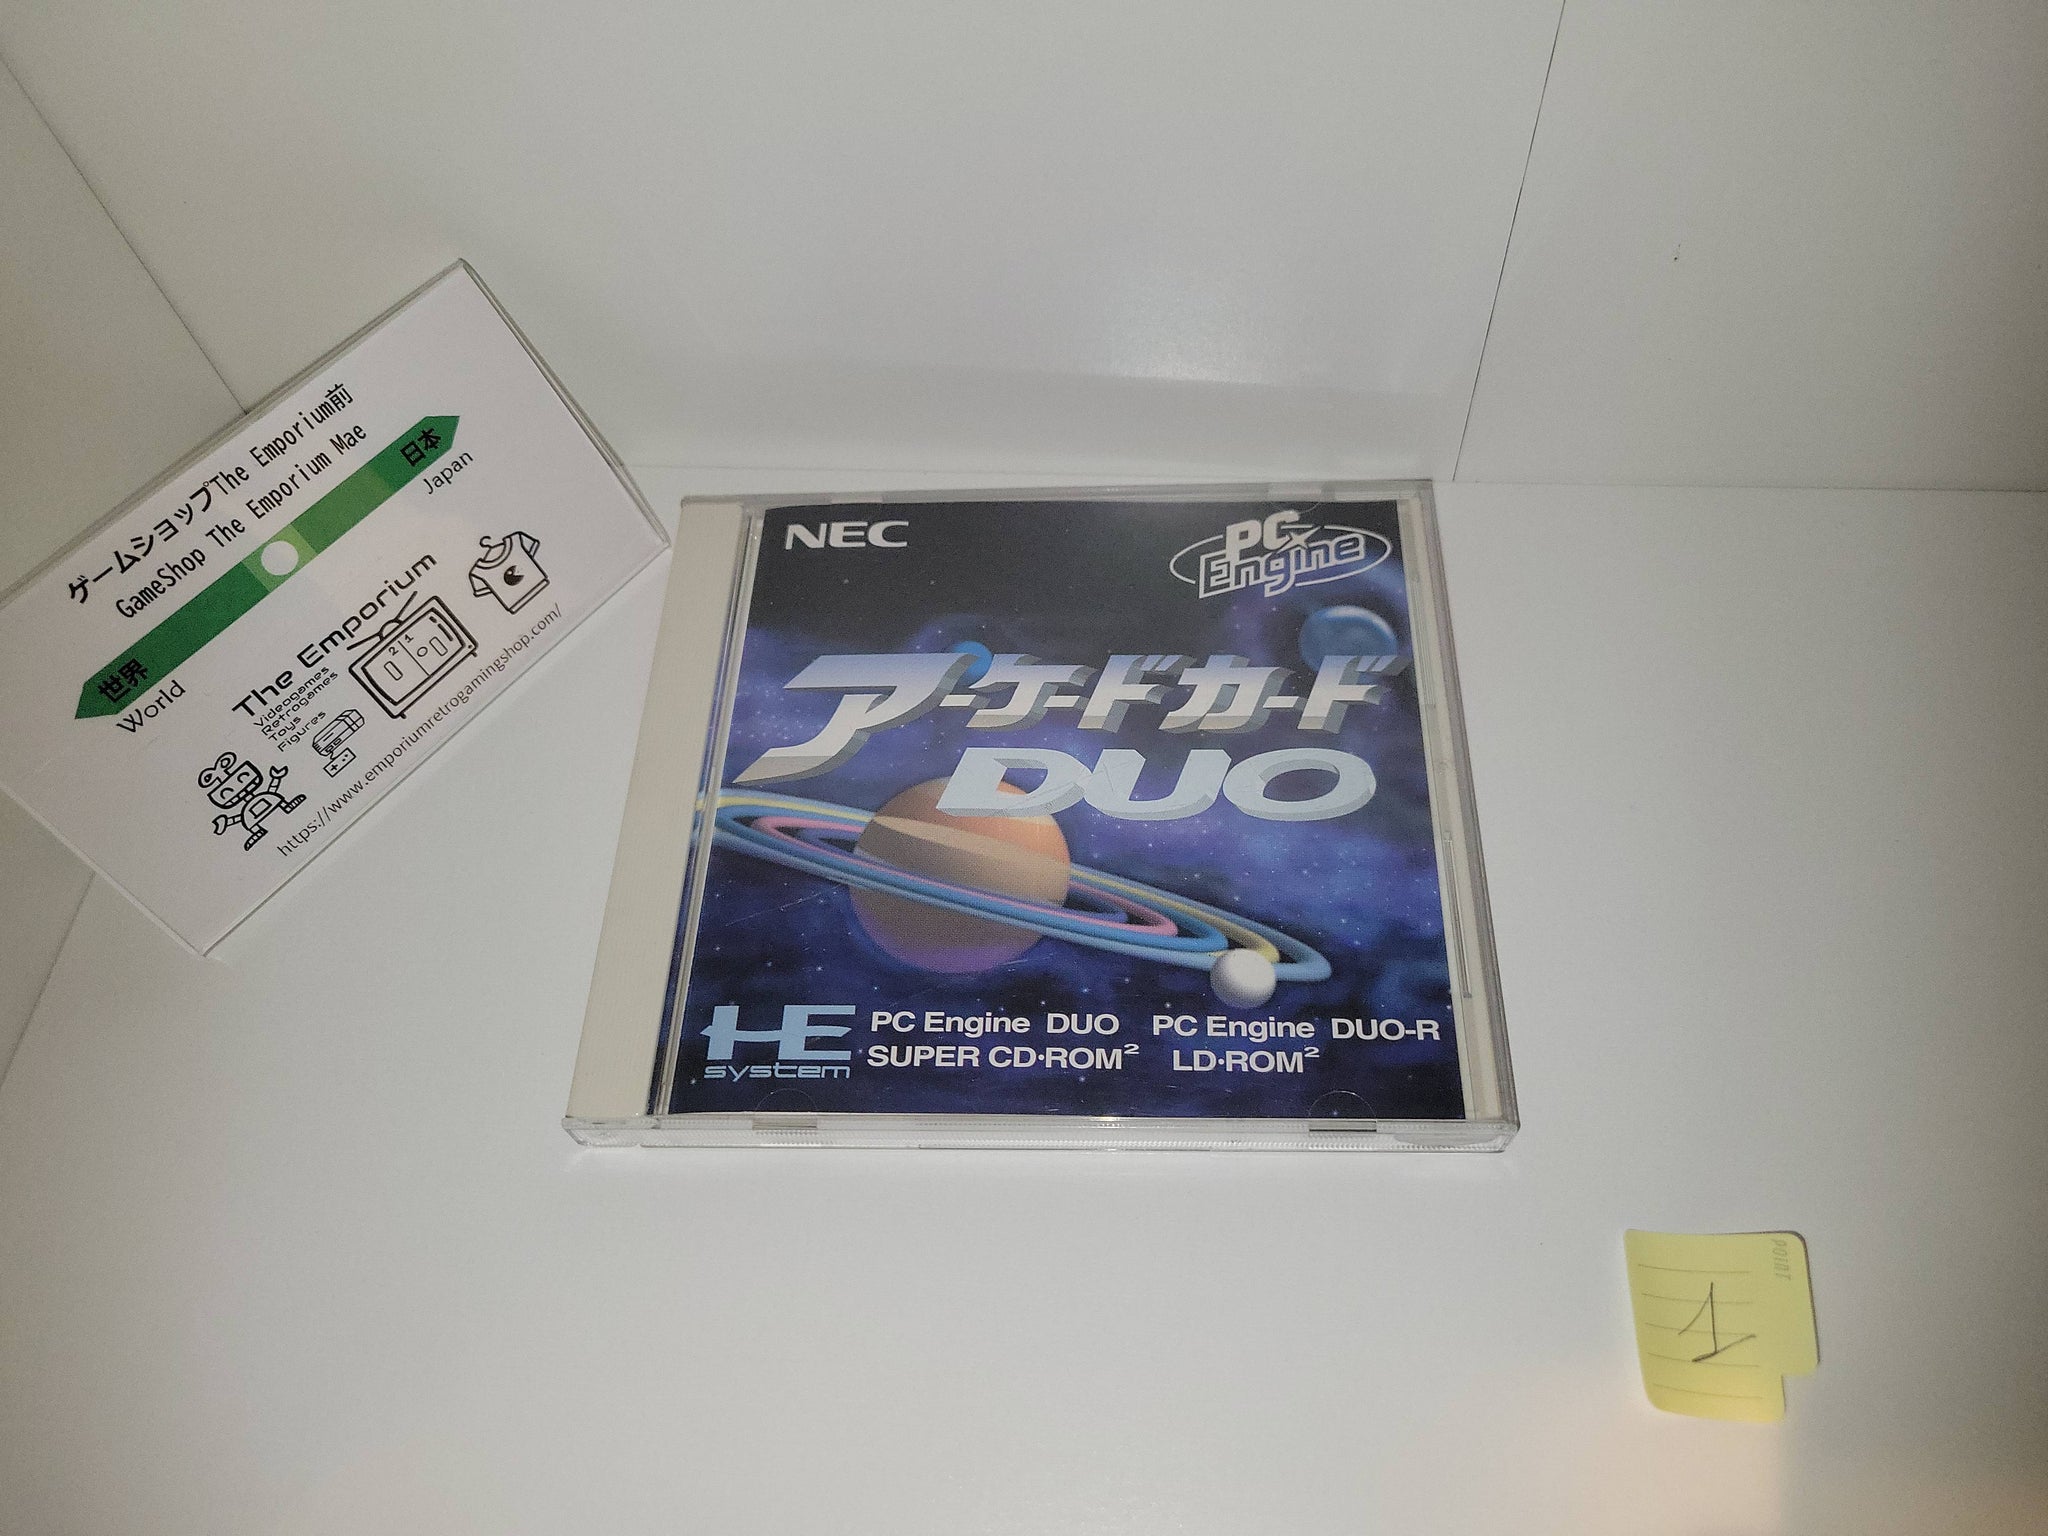 ゲームショップThe Emporium前
GameShop The Emporium Mae
世界
日本
World
Japan
The Emporium
Videogames
Retrogames
Toys
Figures
2 1
https://www.emporiumretrogamingshop.com/
NEC
PC Engine
アーケードカード
DUO
HE system
PC Engine DUO PC Engine DUO-R
SUPER CD・ROM² LD・ROM²
POINT
1